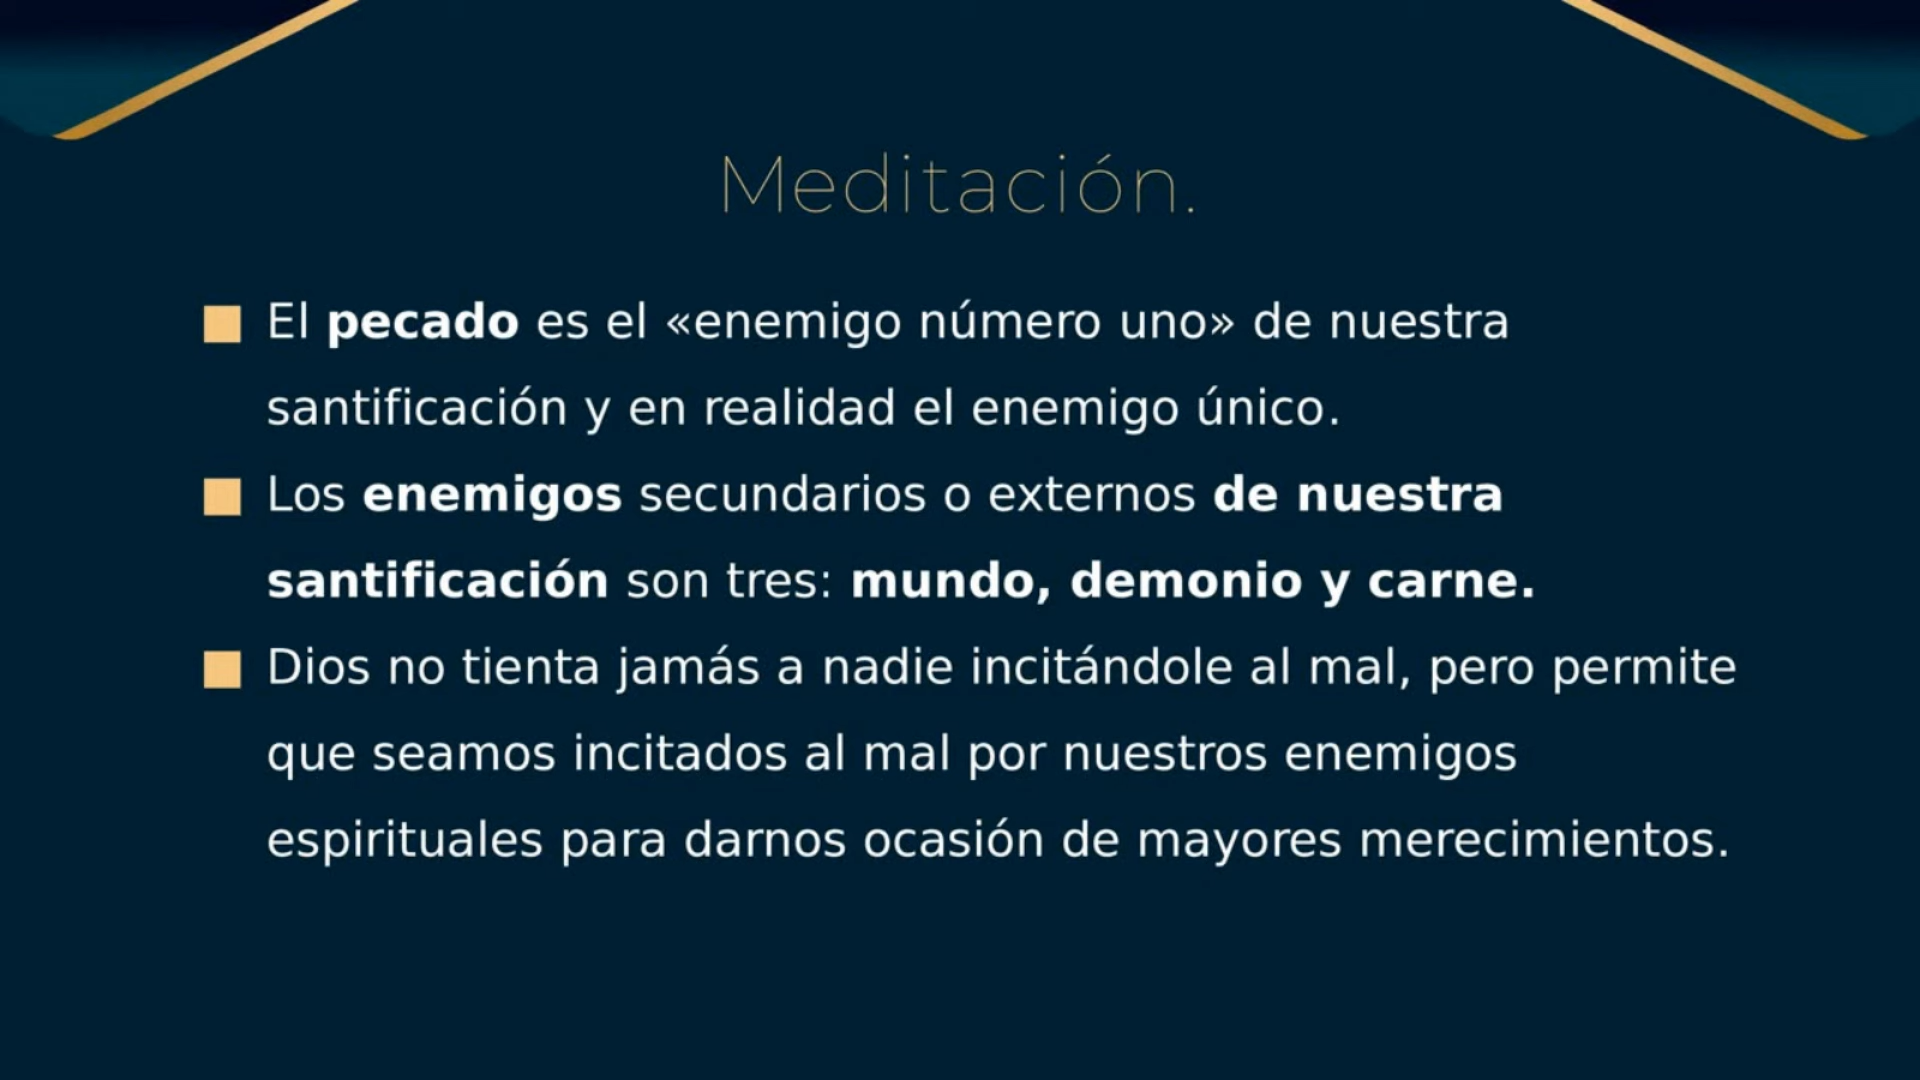 Meditación.
El pecado es el «enemigo número uno» de nuestra
santificación y en realidad el enemigo único.
Los enemigos secundarios o externos de nuestra
santificación son tres: mundo, demonio y carne.
Dios no tienta jamás a nadie incitándole al mal, pero permite
que seamos incitados al mal por nuestros enemigos
espirituales para darnos ocasión de mayores merecimientos.